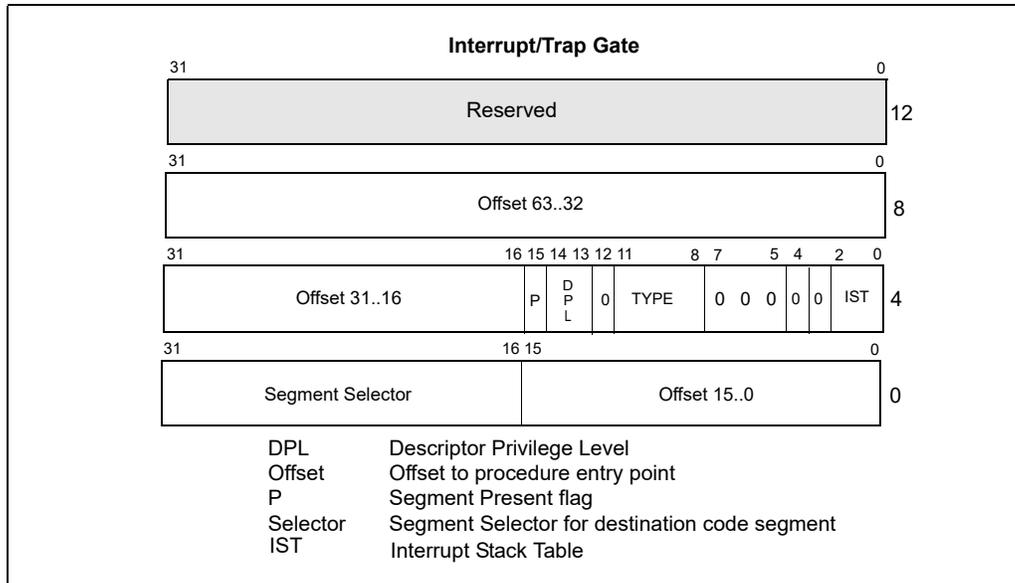 Interrupt/Trap Gate
31 0
Reserved 12
31 0
Offset 63..32 8
31 16 15 14 13 12 11 8 7 5 4 2 0
Offset 31..16 P DPL 0 TYPE 0 0 0 0 0 IST 4
31 16 15 0
Segment Selector Offset 15..0 0
DPL Descriptor Privilege Level
Offset Offset to procedure entry point
P Segment Present flag
Selector Segment Selector for destination code segment
IST Interrupt Stack Table